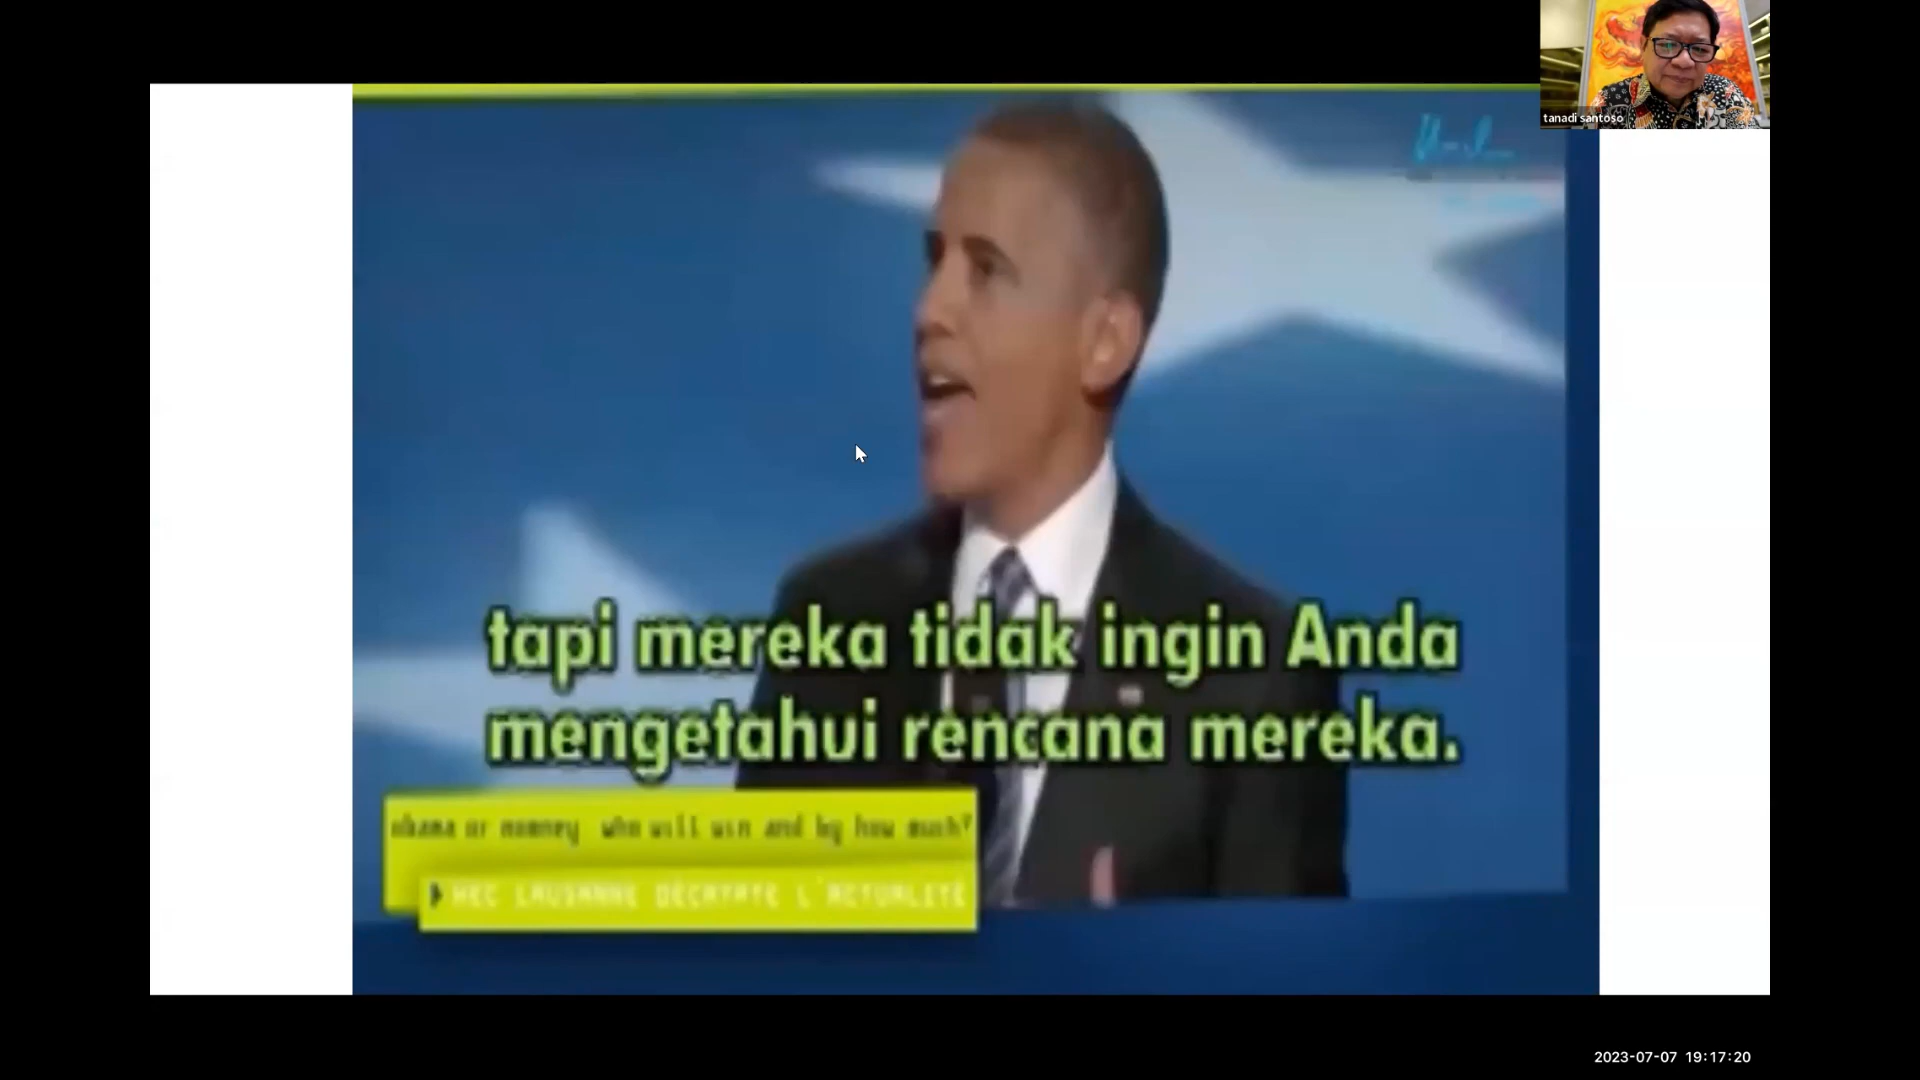 tanadi santoso
tapi mereka tidak ingin Anda
mengetahui rencana mereka.
obama or romney who will win and by how much?
HEC LAUSANNE DÉCRYPTE L'ACTUALITÉ
2023-07-07 19:17:20